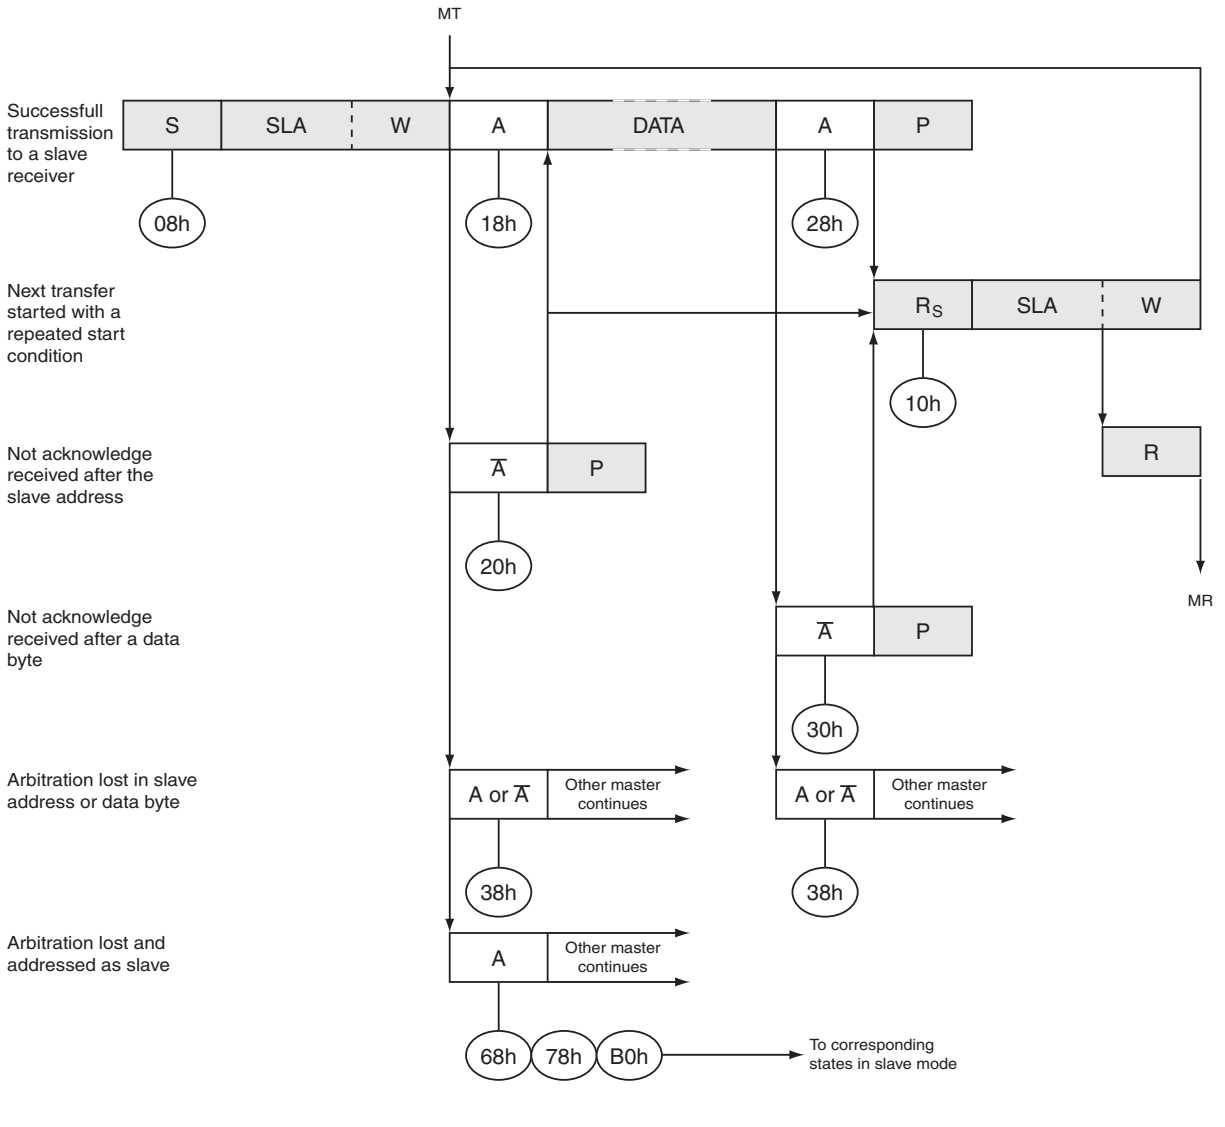 MT
Successfull
transmission
to a slave
receiver
S SLA W A DATA A P
08h 18h 28h
Next transfer
started with a
repeated start
condition
RS SLA W
10h
Not acknowledge
received after the
slave address
A̅ P
R
20h
MR
Not acknowledge
received after a data
byte
A̅ P
30h
Arbitration lost in slave
address or data byte
A or A̅
Other master
continues
A or A̅
Other master
continues
38h 38h
Arbitration lost and
addressed as slave
A
Other master
continues
68h 78h B0h
To corresponding
states in slave mode